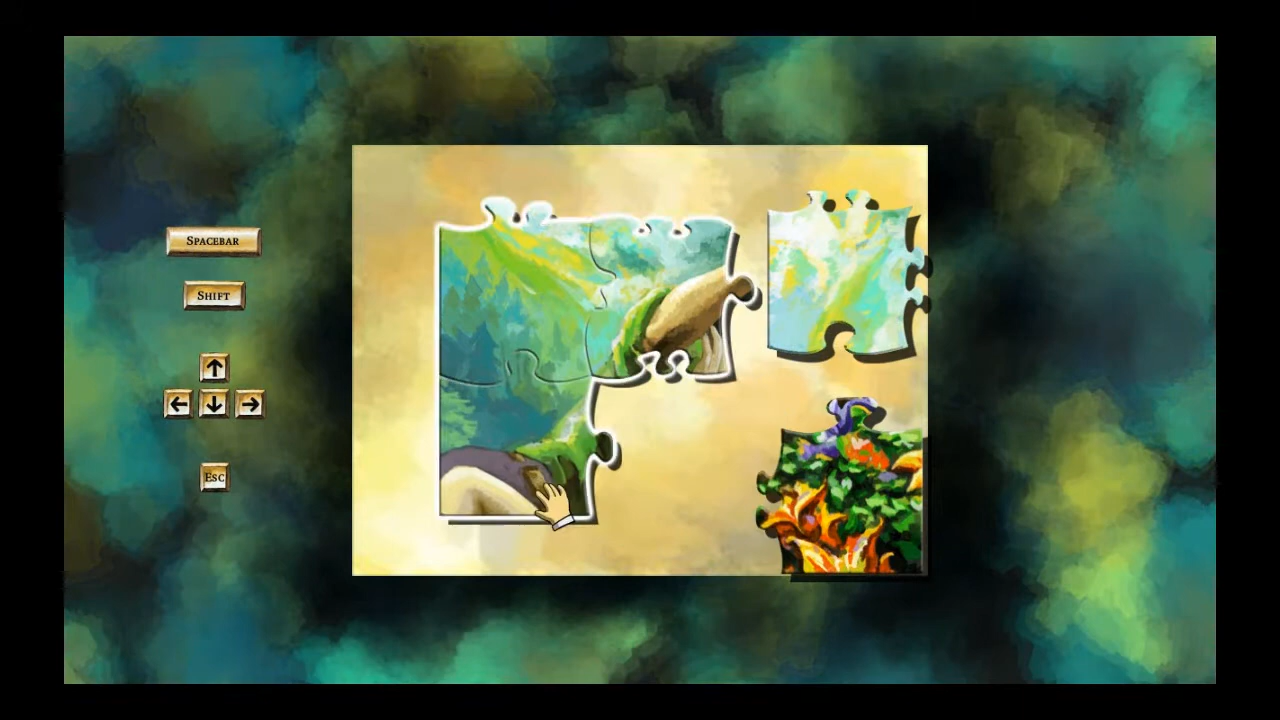 SPACEBAR
SHIFT
↑
← ↓ →
ESC